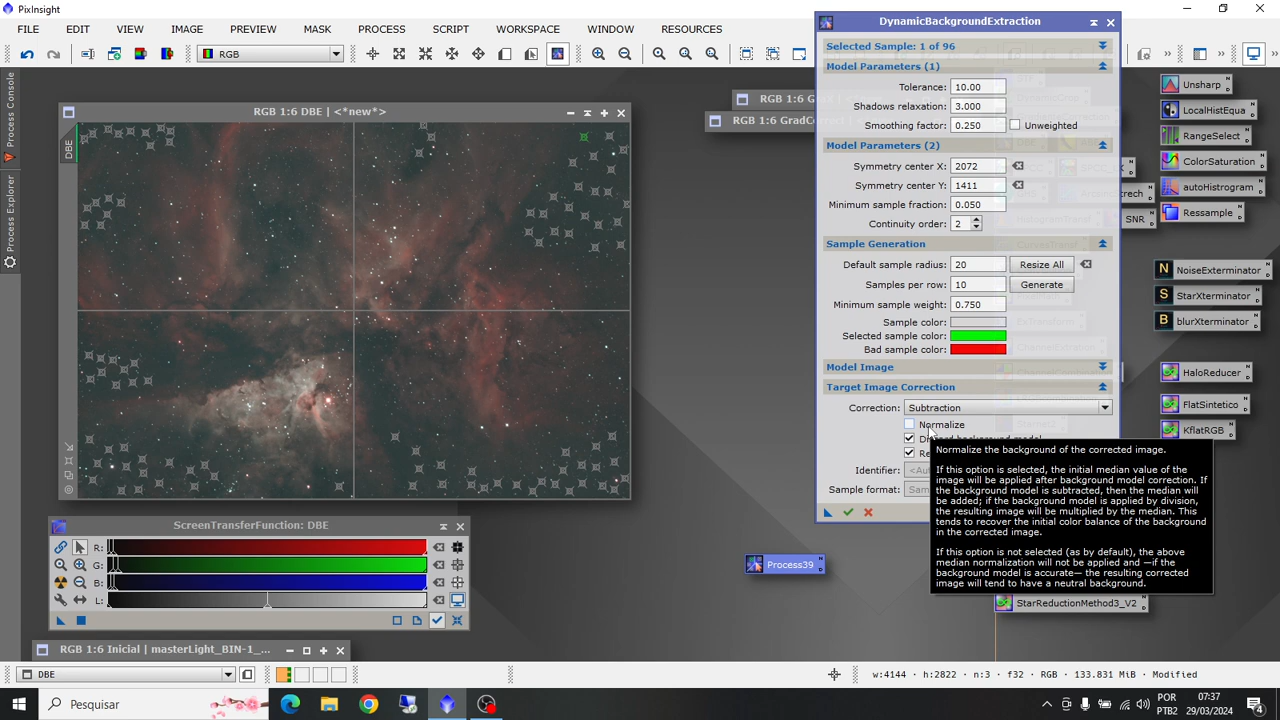 PixInsight
FILE EDIT VIEW IMAGE PREVIEW MASK PROCESS SCRIPT WORKSPACE WINDOW RESOURCES
RGB
Process Console
Process Explorer
RGB 1:6 DBE | <*new*>
DBE
RGB 1:6
RGB 1:6 GradCorre
DynamicBackgroundExtraction
Selected Sample: 1 of 96
Model Parameters (1)
Tolerance: 10.00
Shadows relaxation: 3.000
Smoothing factor: 0.250 Unweighted
Model Parameters (2)
Symmetry center X: 2072
Symmetry center Y: 1411
Minimum sample fraction: 0.050
Continuity order: 2
Sample Generation
Default sample radius: 20 Resize All
Samples per row: 10 Generate
Minimum sample weight: 0.750
Sample color:
Selected sample color:
Bad sample color:
Model Image
Target Image Correction
Correction: Subtraction
Normalize
Identifier: <Au
Sample format: Sam
Normalize the background of the corrected image.
If this option is selected, the initial median value of the
image will be applied after background model correction. If
the background model is subtracted, then the median will
be added; if the background model is applied by division,
the resulting image will be multiplied by the median. This
tends to recover the initial color balance of the background
in the corrected image.
If this option is not selected (as by default), the above
median normalization will not be applied and —if the
background model is accurate— the resulting corrected
image will tend to have a neutral background.
Unsharp
LocalHistEqua
RangeSelect
ColorSaturation
autoHistogram
Ressample
SNR
N NoiseExterminator
S StarXterminator
B blurXterminator
HaloReducer
FlatSintetico
KflatRGB
StarReductionMethod3_V2
Process39
ScreenTransferFunction: DBE
R:
G:
B:
L:
RGB 1:6 Inicial | masterLight_BIN-1_...
DBE
w:4144 · h:2822 · n:3 · f32 · RGB · 133.831 MiB · Modified
Pesquisar
POR
PTB2
07:37
29/03/2024
4